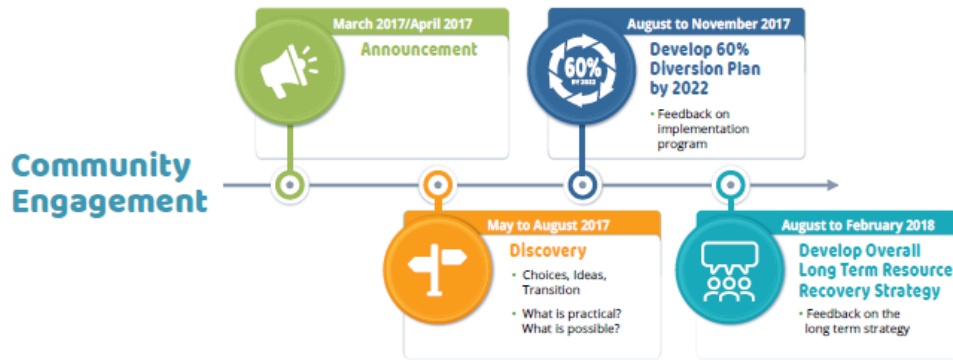 Community
Engagement
March 2017/April 2017
Announcement
May to August 2017
Discovery
• Choices, Ideas,
Transition
• What is practical?
What is possible?
August to November 2017
60%
BY 2022
Develop 60%
Diversion Plan
by 2022
• Feedback on
implementation
program
August to February 2018
Develop Overall
Long Term Resource
Recovery Strategy
• Feedback on the
long term strategy